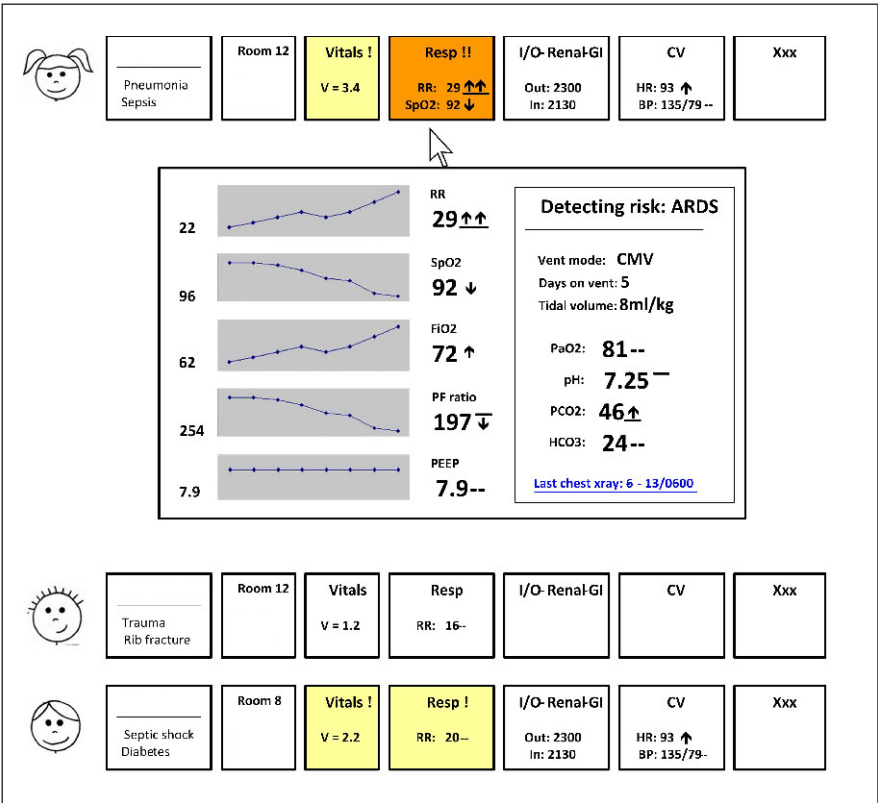 Room 12
Vitals !
Resp !!
I/O- Renal-GI
CV
Xxx
Pneumonia
Sepsis
V = 3.4
RR: 29 ↑↑
SpO2: 92 ↓
Out: 2300
In: 2130
HR: 93 ↑
BP: 135/79 --
22
RR
29↑↑
96
SpO2
92 ↓
62
FiO2
72 ↑
254
PF ratio
197 ↓
7.9
PEEP
7.9--
Detecting risk: ARDS
Vent mode: CMV
Days on vent: 5
Tidal volume: 8ml/kg
PaO2: 81--
pH: 7.25 —
PCO2: 46↑
HCO3: 24--
Last chest xray: 6 - 13/0600
Room 12
Vitals
Resp
I/O- Renal-GI
CV
Xxx
Trauma
Rib fracture
V = 1.2
RR: 16--
Room 8
Vitals !
Resp !
I/O- Renal-GI
CV
Xxx
Septic shock
Diabetes
V = 2.2
RR: 20--
Out: 2300
In: 2130
HR: 93 ↑
BP: 135/79--